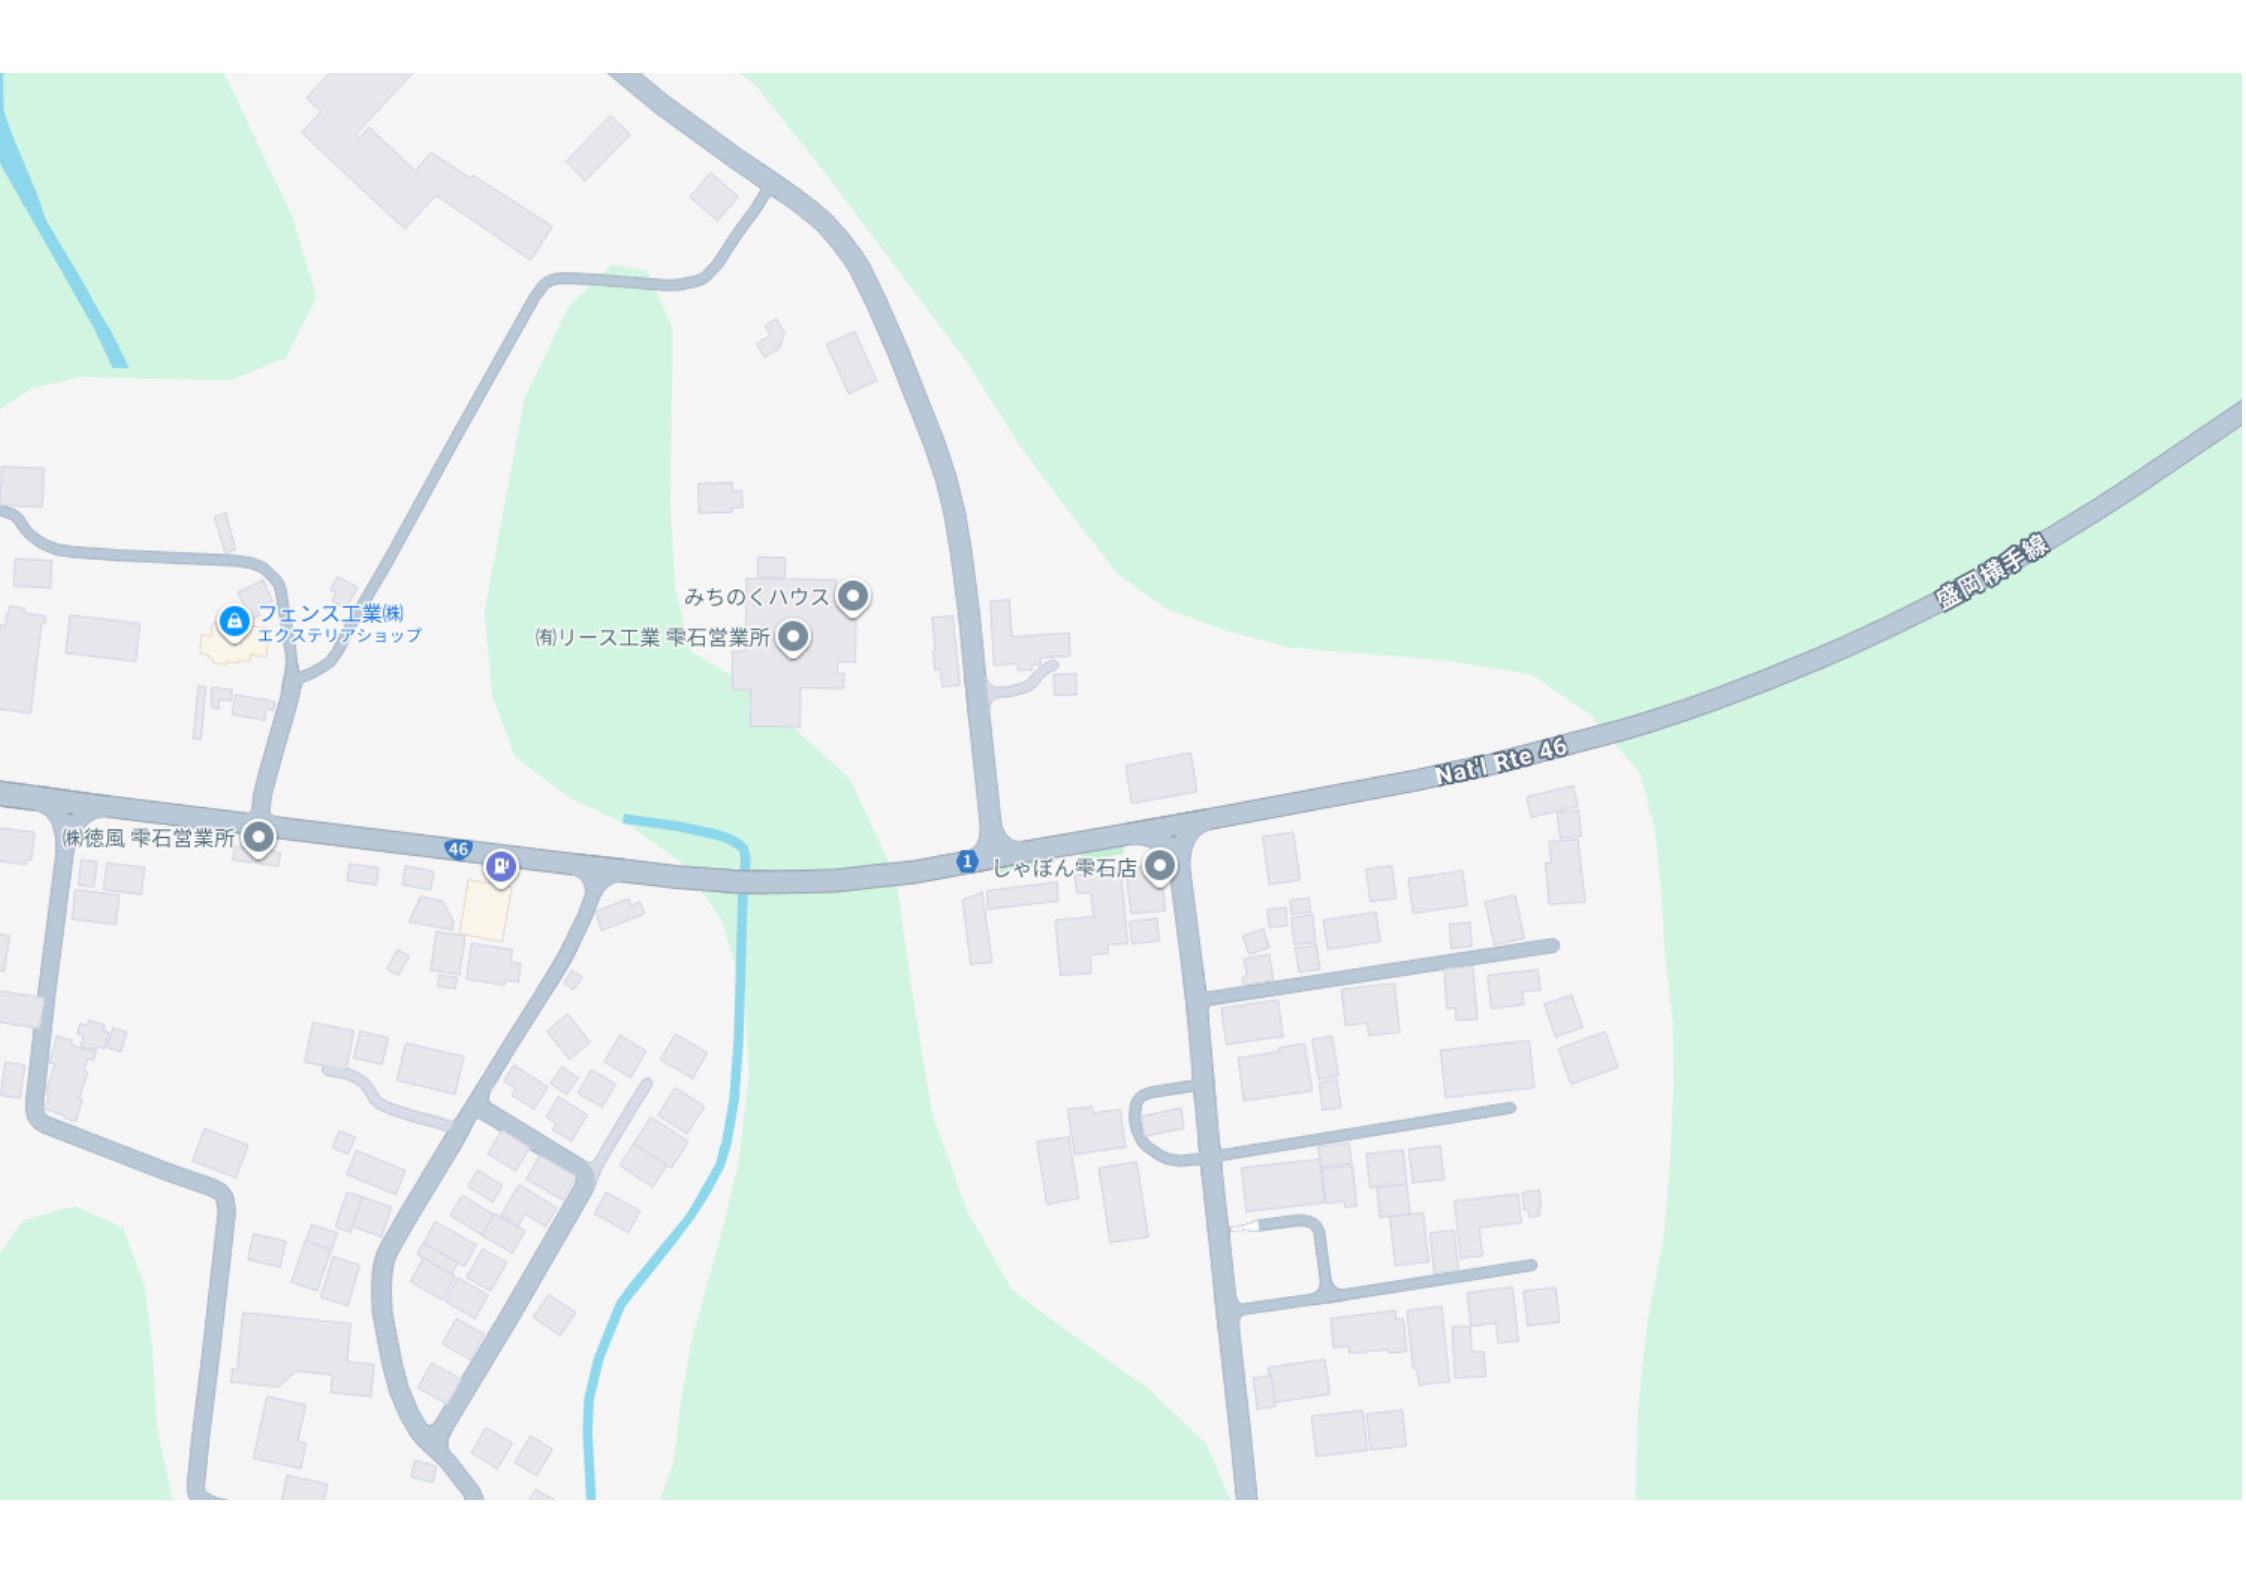 フェンス工業㈱
エクステリアショップ
みちのくハウス
㈲リース工業 雫石営業所
盛岡横手線
Nat'l Rte 46
㈱徳風 雫石営業所
46
1
しゃぼん雫石店